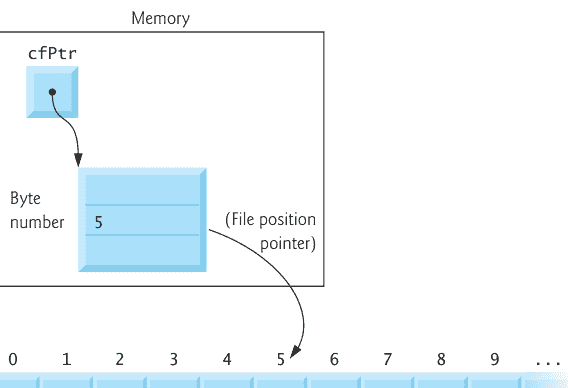 Memory
cfPtr
Byte
number
5
(File position
pointer)
0 1 2 3 4 5 6 7 8 9 ...